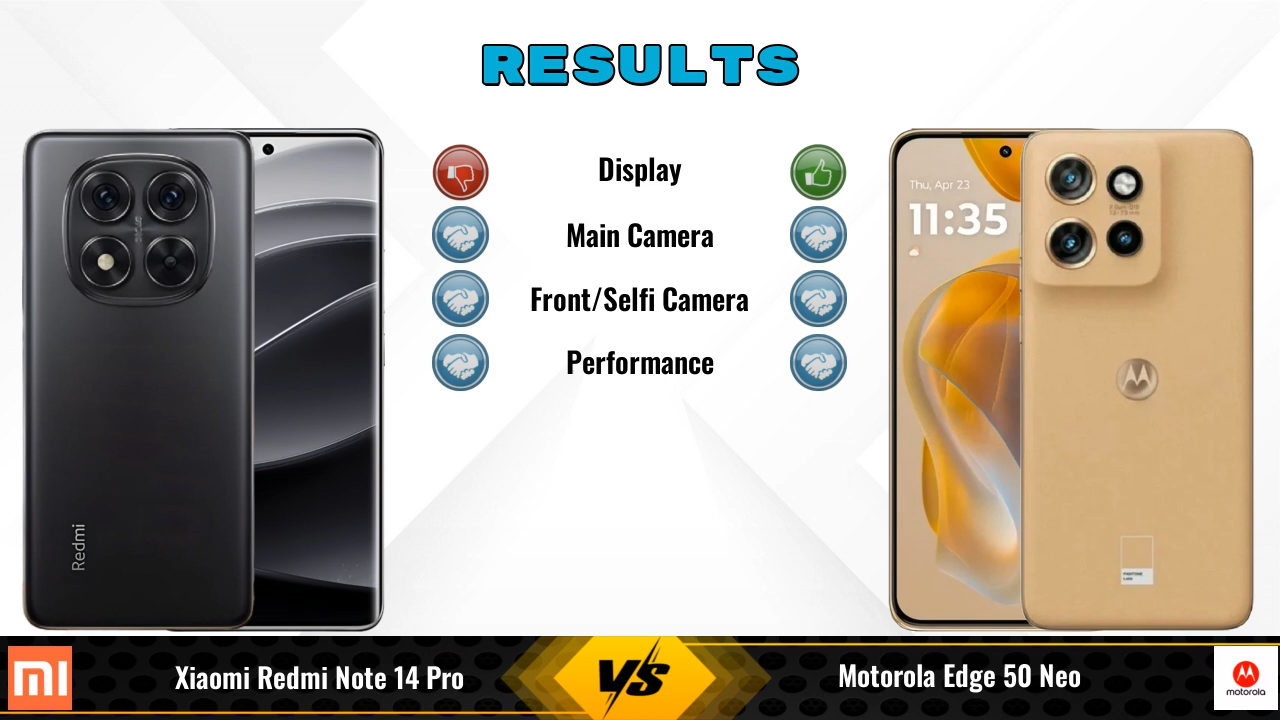 RESULTS
Display
Main Camera
Front/Selfi Camera
Performance
Thu, Apr 23
11:35
Redmi
PANTONE
Xiaomi Redmi Note 14 Pro
VS
Motorola Edge 50 Neo
motorola